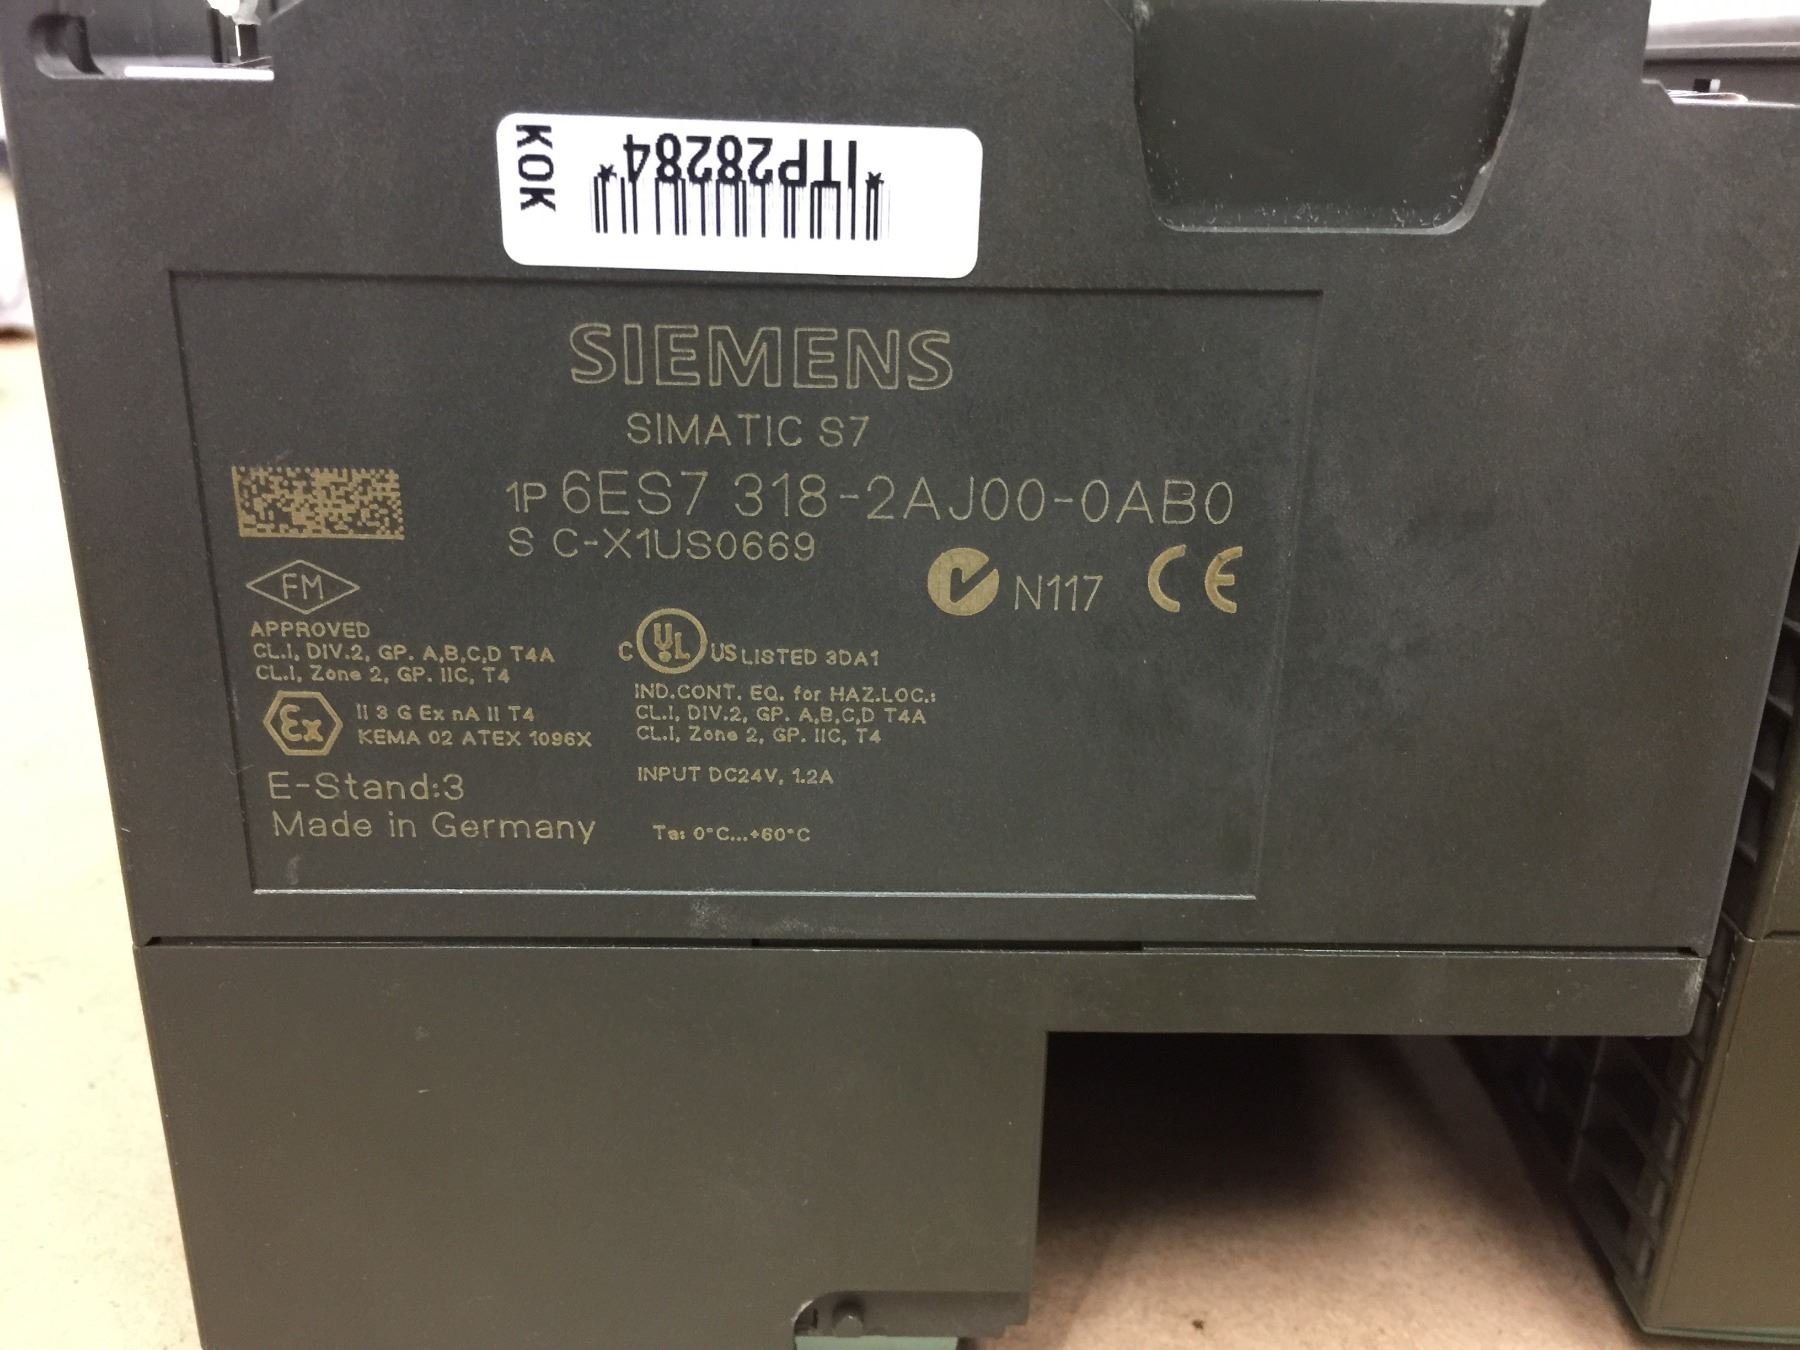 KOK
*ITP28284*
SIEMENS
SIMATIC S7
1P 6ES7 318-2AJ00-0AB0
S C-X1US0669
N117 CE
FM
APPROVED
CL.I, DIV.2, GP. A,B,C,D T4A
CL.I, Zone 2, GP. IIC, T4
Ex II 3 G Ex nA II T4
KEMA 02 ATEX 1096X
E-Stand:3
Made in Germany
C UL US LISTED 3DA1
IND.CONT. EQ. for HAZ.LOC.:
CL.I, DIV.2, GP. A,B,C,D T4A
CL.I, Zone 2, GP. IIC, T4
INPUT DC24V, 1.2A
Ta: 0°C...+60°C